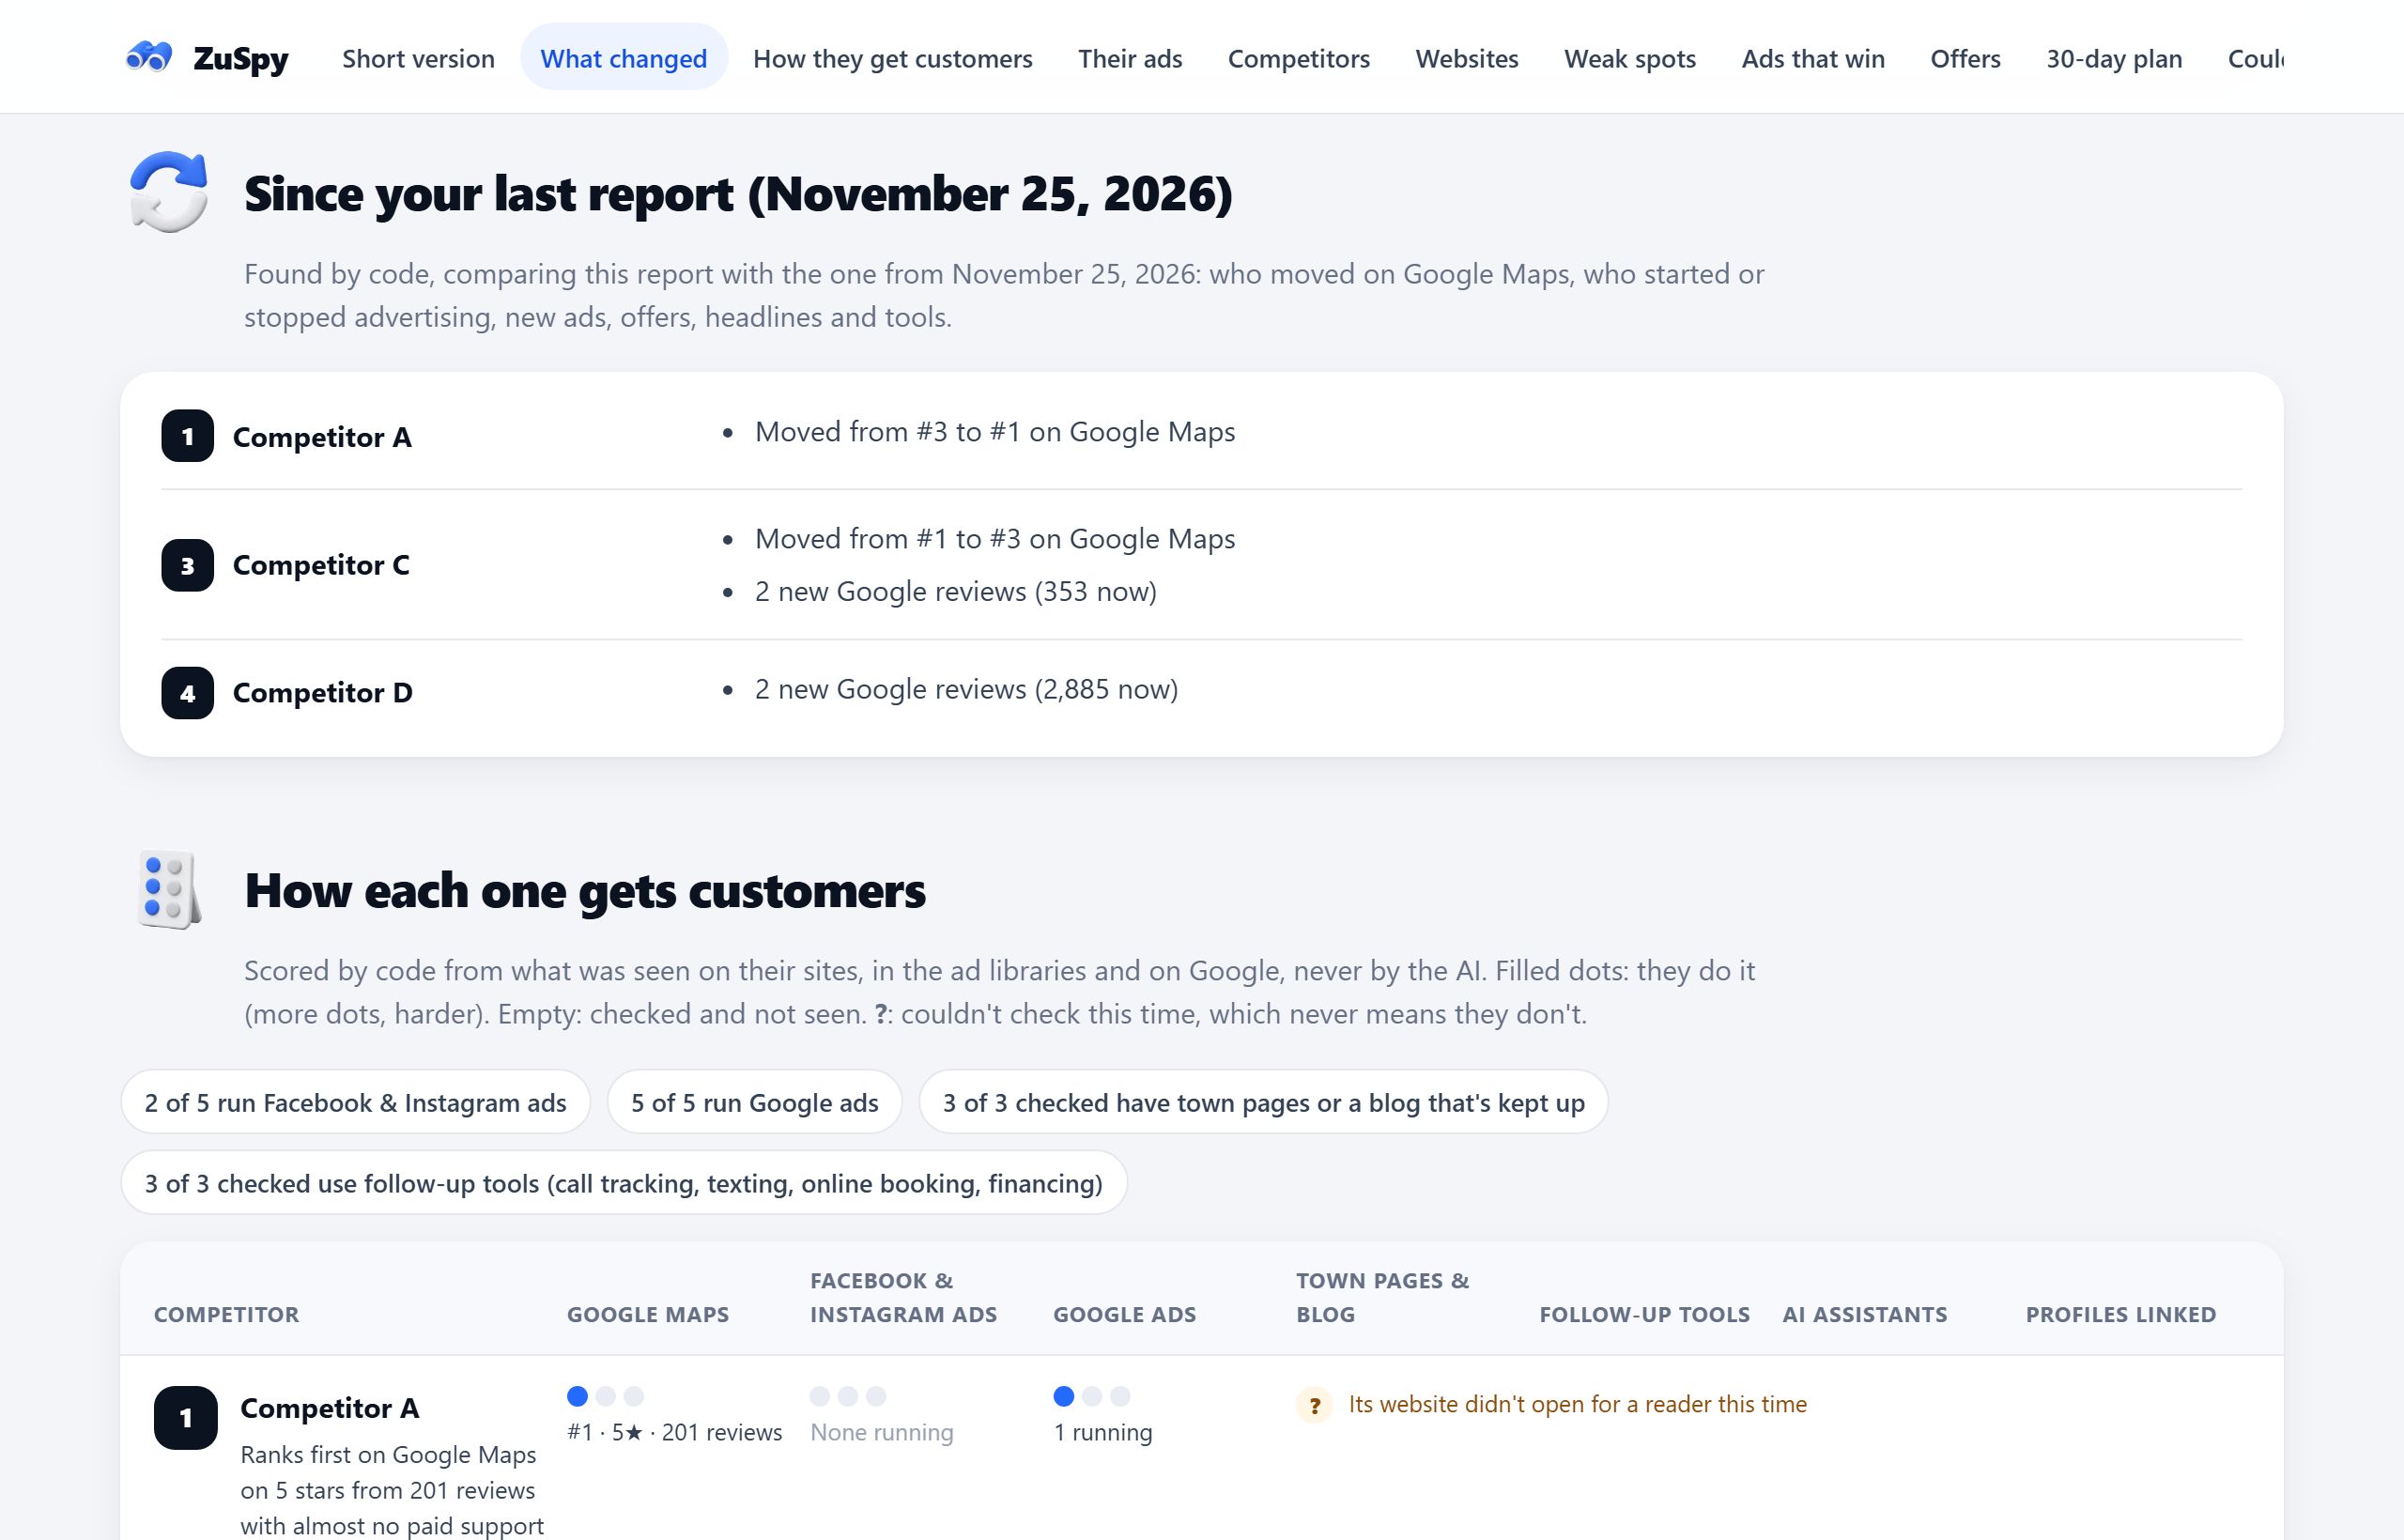 ZuSpy
Short version
What changed
How they get customers
Their ads
Competitors
Websites
Weak spots
Ads that win
Offers
30-day plan
Since your last report (November 25, 2026)
Found by code, comparing this report with the one from November 25, 2026: who moved on Google Maps, who started or
stopped advertising, new ads, offers, headlines and tools.
1 Competitor A
• Moved from #3 to #1 on Google Maps
3 Competitor C
• Moved from #1 to #3 on Google Maps
• 2 new Google reviews (353 now)
4 Competitor D
• 2 new Google reviews (2,885 now)
How each one gets customers
Scored by code from what was seen on their sites, in the ad libraries and on Google, never by the AI. Filled dots: they do it
(more dots, harder). Empty: checked and not seen. ?: couldn't check this time, which never means they don't.
2 of 5 run Facebook & Instagram ads
5 of 5 run Google ads
3 of 3 checked have town pages or a blog that's kept up
3 of 3 checked use follow-up tools (call tracking, texting, online booking, financing)
COMPETITOR
GOOGLE MAPS
FACEBOOK &
INSTAGRAM ADS
GOOGLE ADS
TOWN PAGES &
BLOG
FOLLOW-UP TOOLS
AI ASSISTANTS
PROFILES LINKED
1 Competitor A
Ranks first on Google Maps
on 5 stars from 201 reviews
with almost no paid support
#1 · 5★ · 201 reviews
None running
1 running
? Its website didn't open for a reader this time